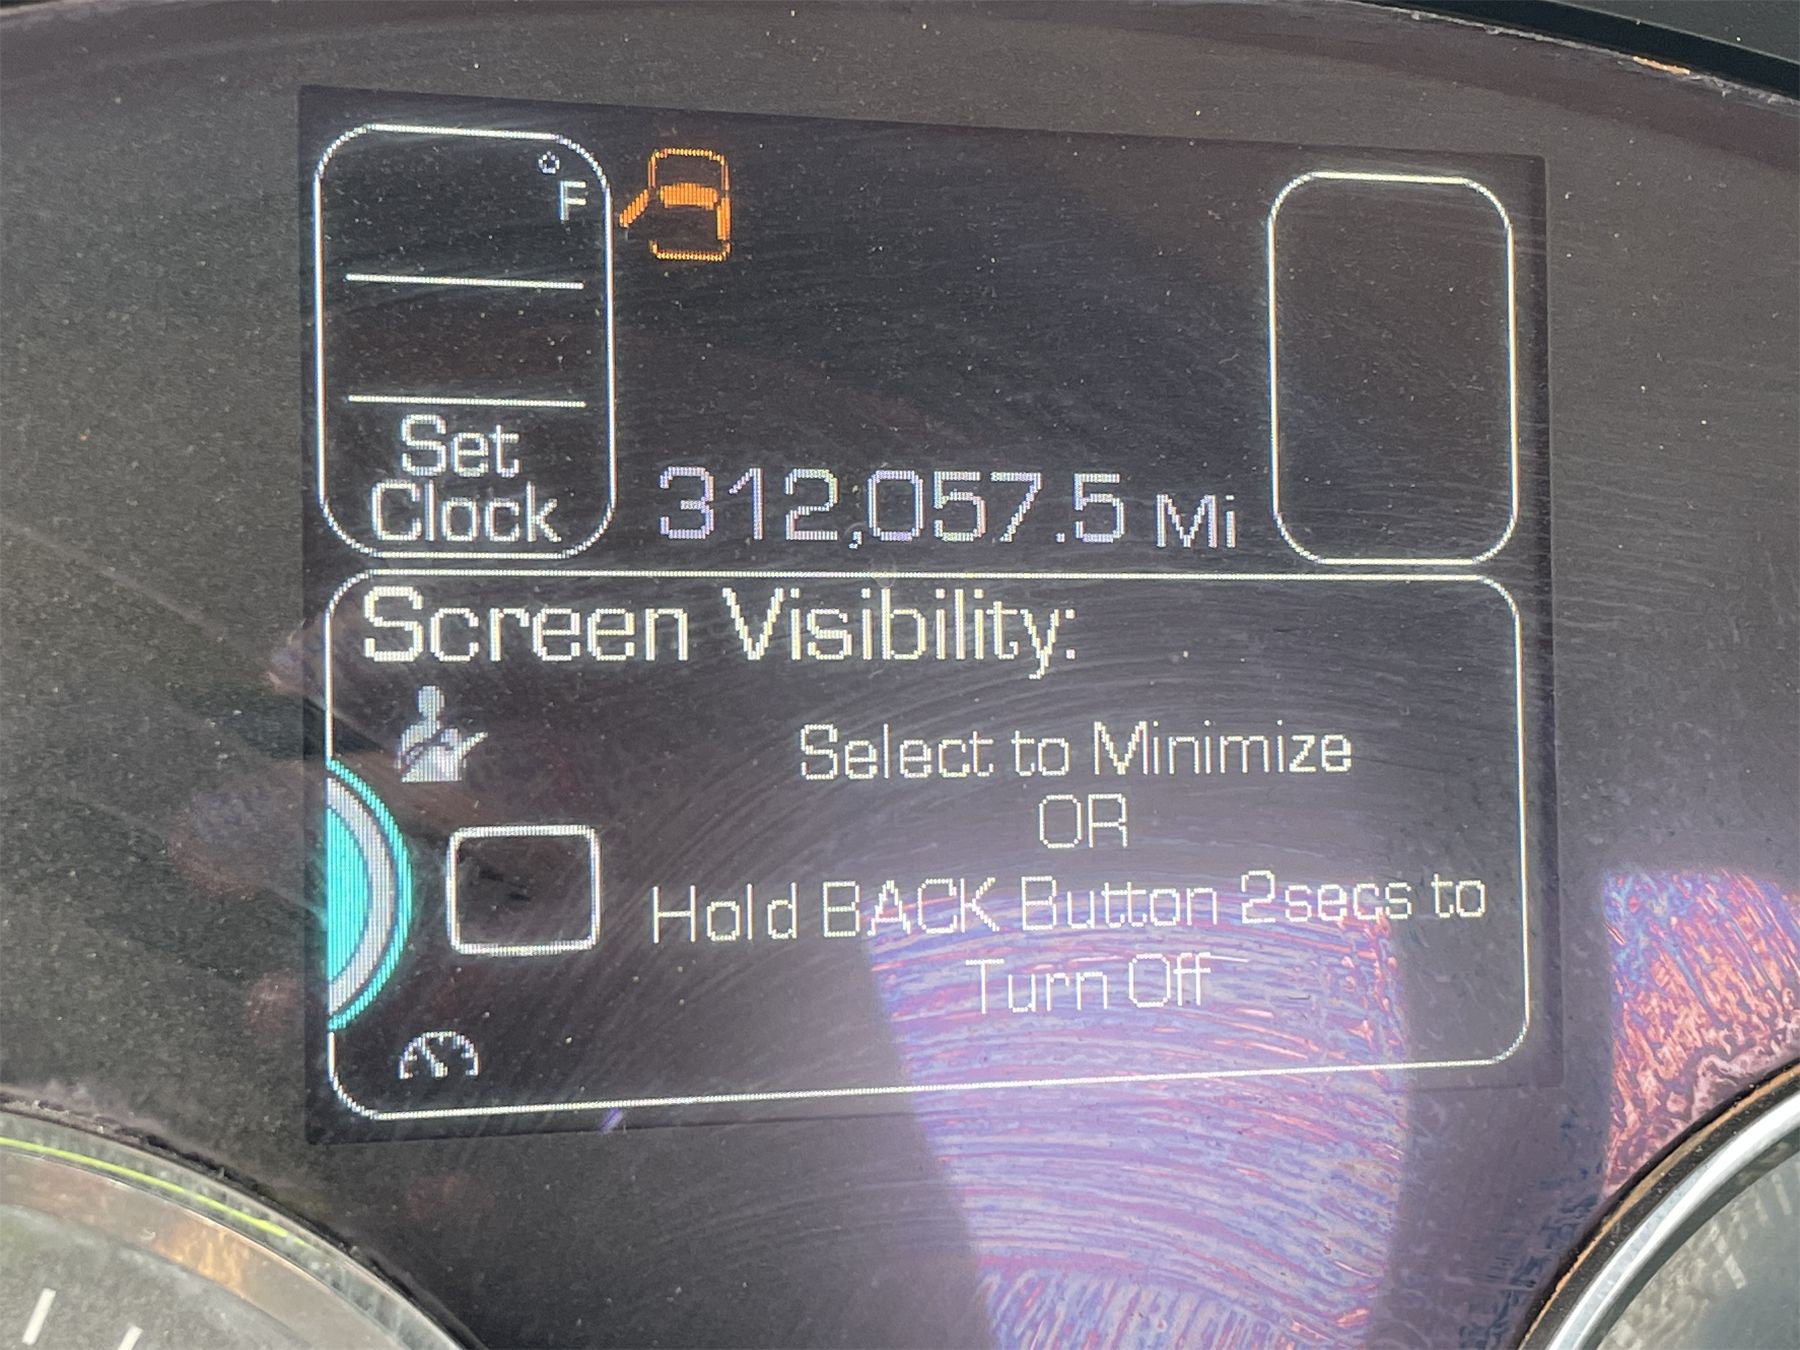 °F
Set
Clock
312,057.5 Mi
Screen Visibility:
Select to Minimize
OR
Hold BACK Button 2secs to
Turn Off